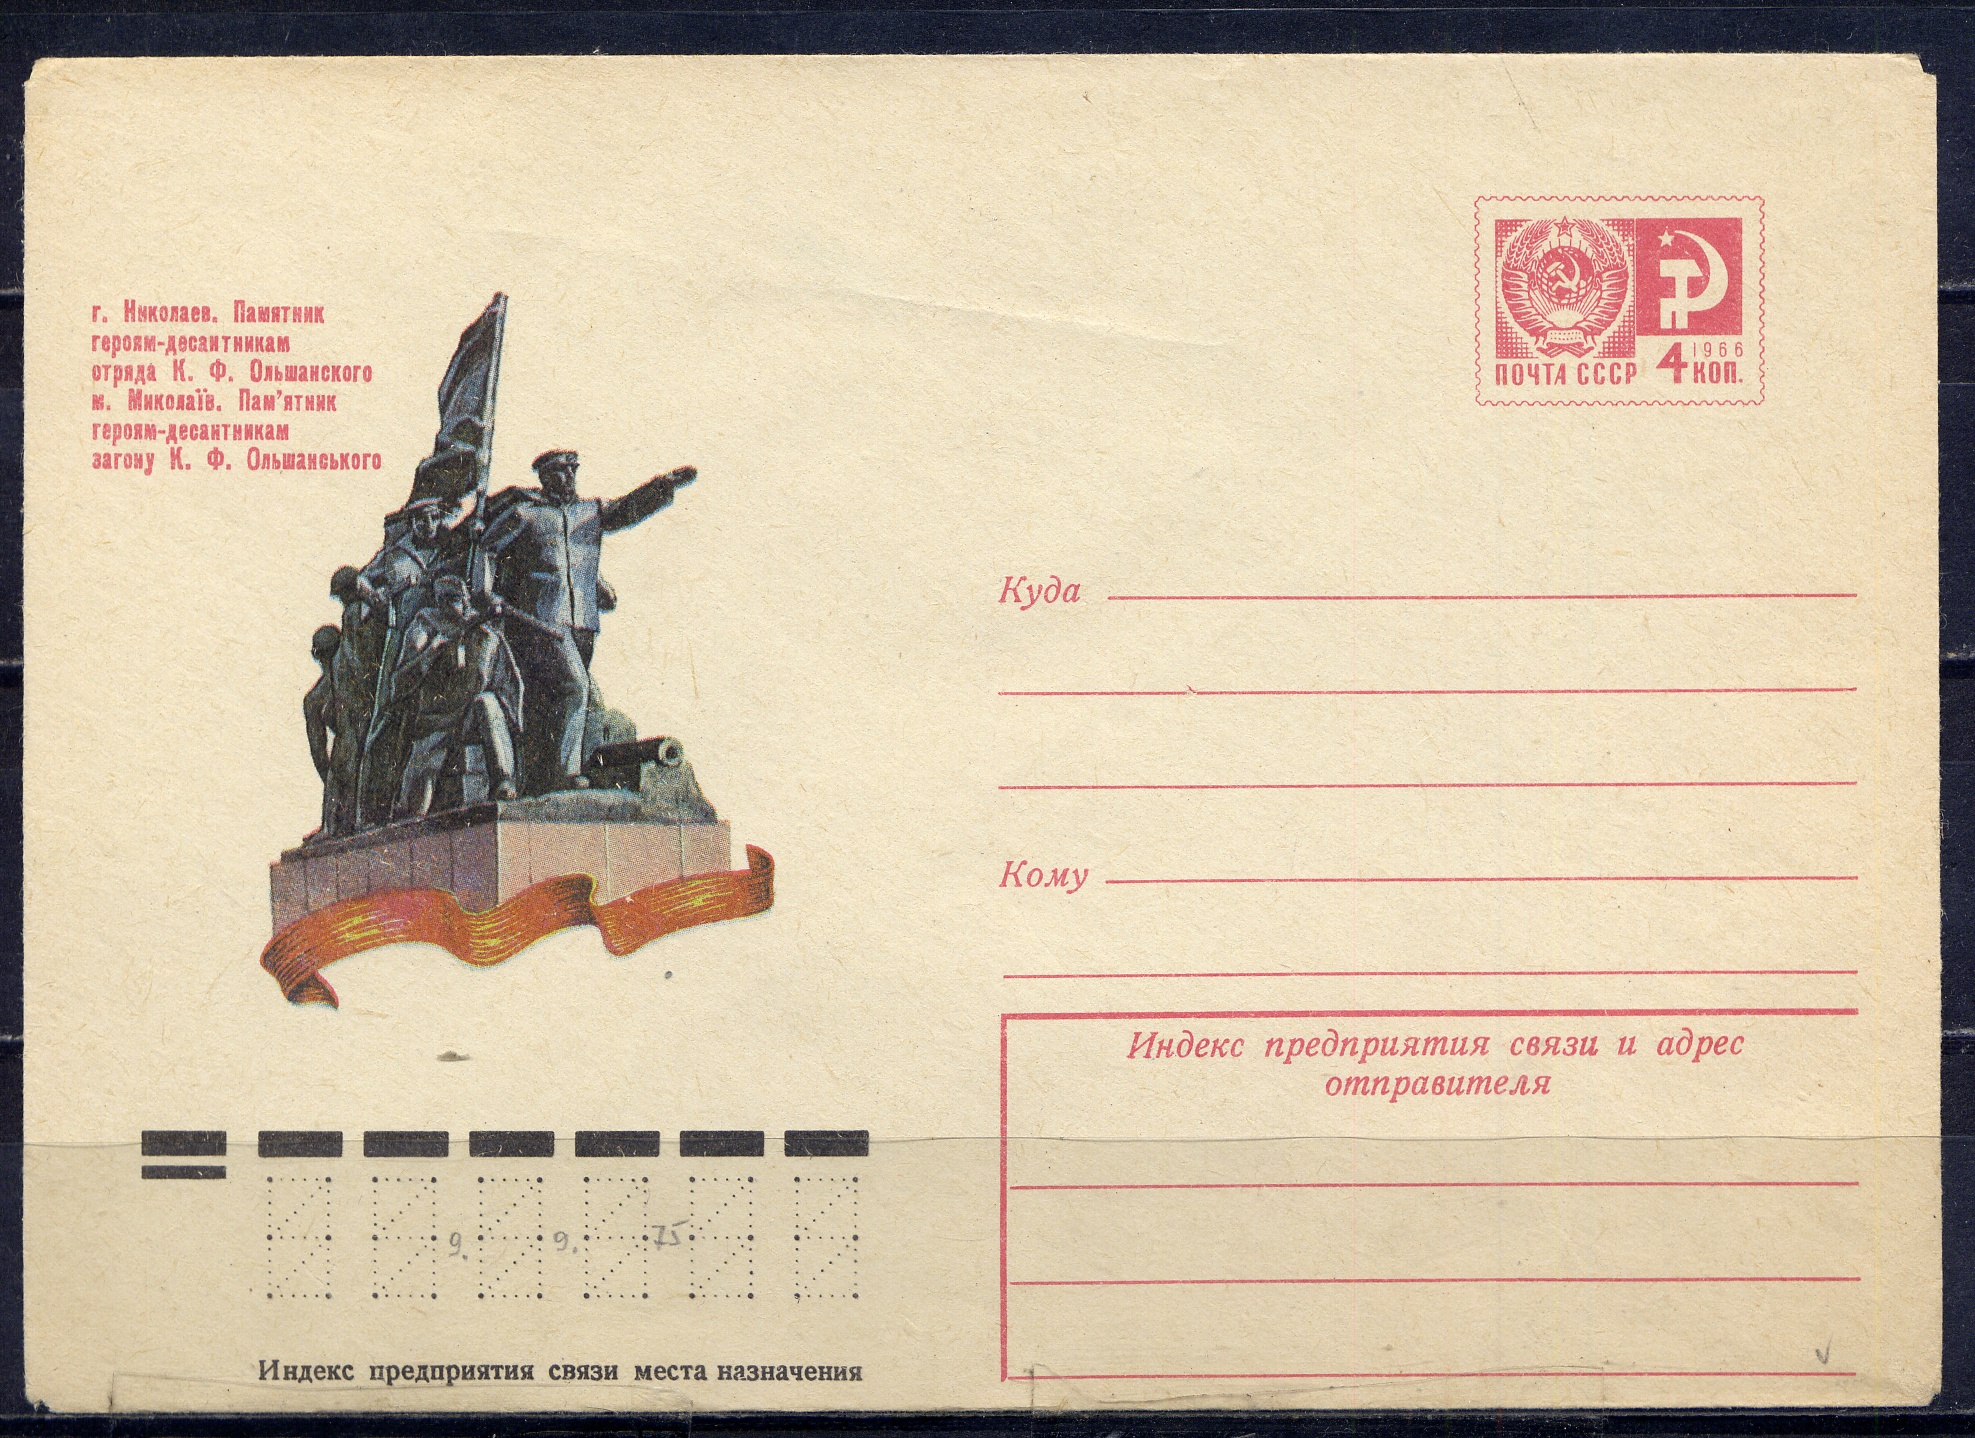 г. Николаев. Памятник
героям-десантникам
отряда К. Ф. Ольшанского
м. Миколаїв. Пам'ятник
героям-десантникам
загону К. Ф. Ольшанського
1966
ПОЧТА СССР 4 КОП.
Куда
Кому
Индекс предприятия связи и адрес
отправителя
9. 9. 75
Индекс предприятия связи места назначения